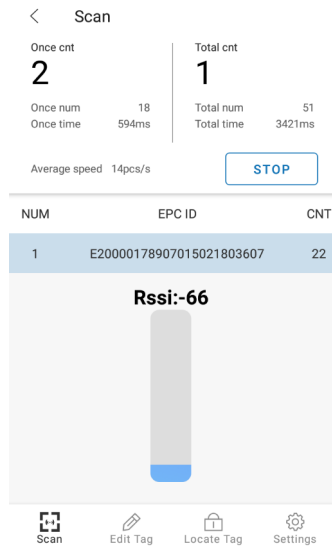 Scan
Once cnt
2
Once num 18
Once time 594ms
Total cnt
1
Total num 51
Total time 3421ms
Average speed 14pcs/s
STOP
NUM EPC ID CNT
1 E20000178907015021803607 22
Rssi:-66
Scan Edit Tag Locate Tag Settings